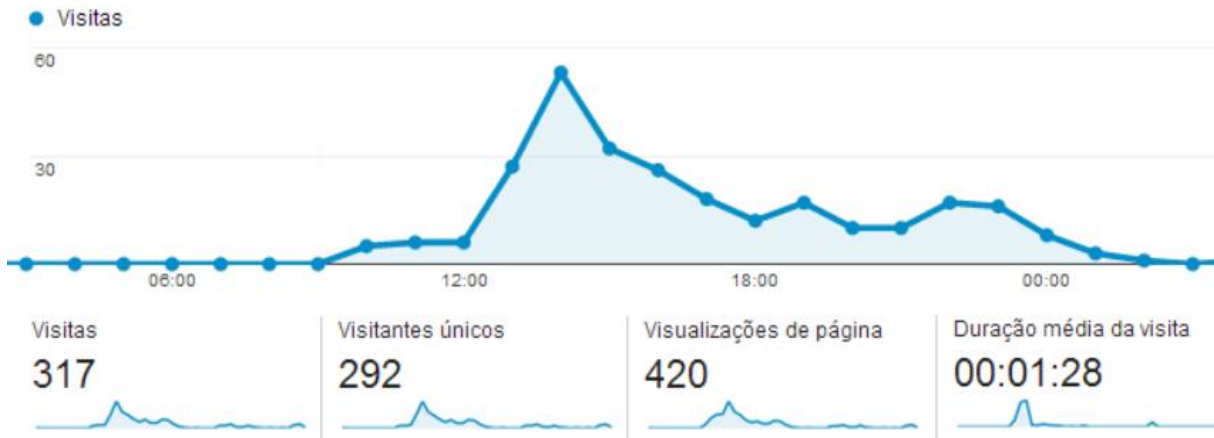 Visitas
60
30
06:00 12:00 18:00 00:00
Visitas Visitantes únicos Visualizações de página Duração média da visita
317 292 420 00:01:28